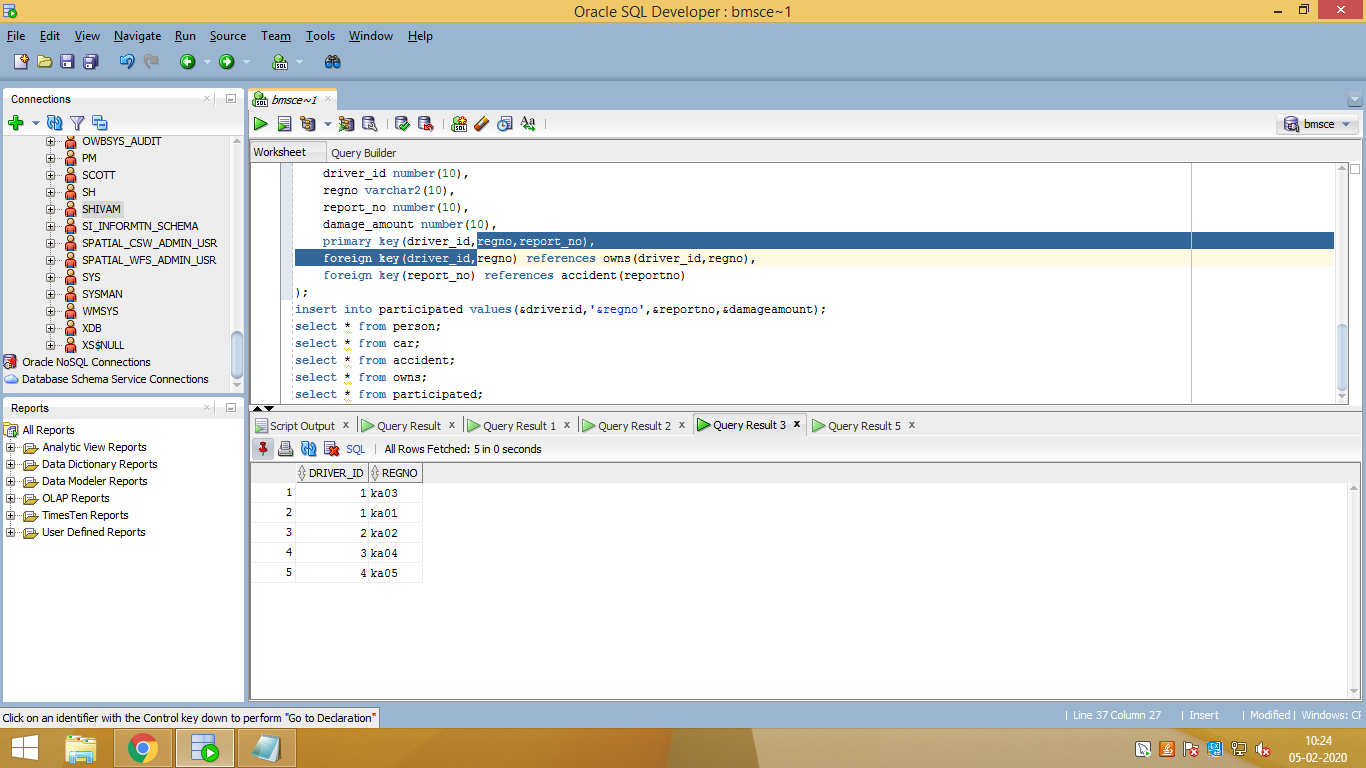 Oracle SQL Developer : bmsce~1
File Edit View Navigate Run Source Team Tools Window Help
Connections
OWBSYS_AUDIT
PM
SCOTT
SH
SHIVAM
SI_INFORMTN_SCHEMA
SPATIAL_CSW_ADMIN_USR
SPATIAL_WFS_ADMIN_USR
SYS
SYSMAN
WMSYS
XDB
XS$NULL
Oracle NoSQL Connections
Database Schema Service Connections
Reports
All Reports
Analytic View Reports
Data Dictionary Reports
Data Modeler Reports
OLAP Reports
TimesTen Reports
User Defined Reports
bmsce~1
bmsce
Worksheet Query Builder
driver_id number(10),
regno varchar2(10),
report_no number(10),
damage_amount number(10),
primary key(driver_id,regno,report_no),
foreign key(driver_id,regno) references owns(driver_id,regno),
foreign key(report_no) references accident(reportno)
);
insert into participated values(&driverid,'&regno',&reportno,&damageamount);
select * from person;
select * from car;
select * from accident;
select * from owns;
select * from participated;
Script Output Query Result Query Result 1 Query Result 2 Query Result 3 Query Result 5
SQL All Rows Fetched: 5 in 0 seconds
DRIVER_ID REGNO
1 1 ka03
2 1 ka01
3 2 ka02
4 3 ka04
5 4 ka05
Click on an identifier with the Control key down to perform "Go to Declaration"
Line 37 Column 27 Insert Modified Windows:
10:24
05-02-2020